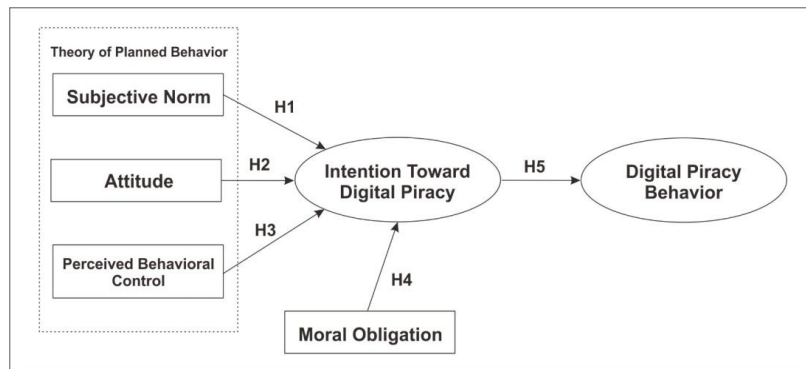 Theory of Planned Behavior
Subjective Norm
H1
Attitude
H2
Intention Toward
Digital Piracy
H5
Digital Piracy
Behavior
H3
Perceived Behavioral
Control
H4
Moral Obligation